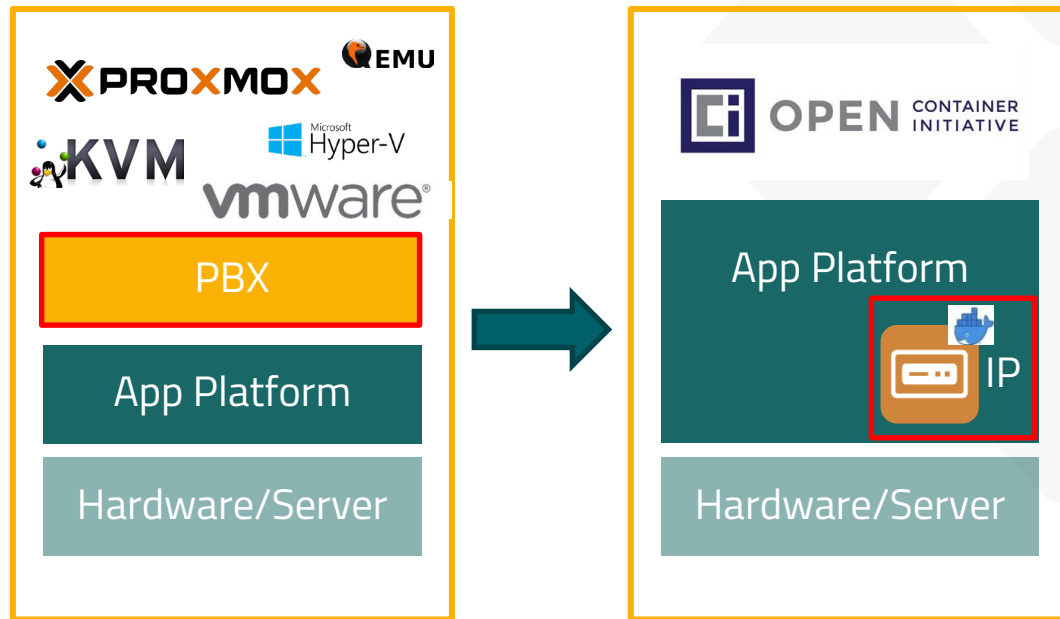 PROXMOX
QEMU
KVM
Microsoft
Hyper-V
vmware®
PBX
App Platform
Hardware/Server
Ci OPEN CONTAINER
INITIATIVE
App Platform
IP
Hardware/Server